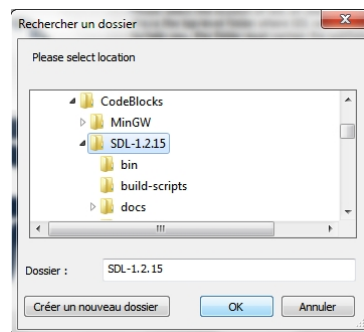 Rechercher un dossier
Please select location
CodeBlocks
MinGW
SDL-1.2.15
bin
build-scripts
docs
Dossier : SDL-1.2.15
Créer un nouveau dossier OK Annuler